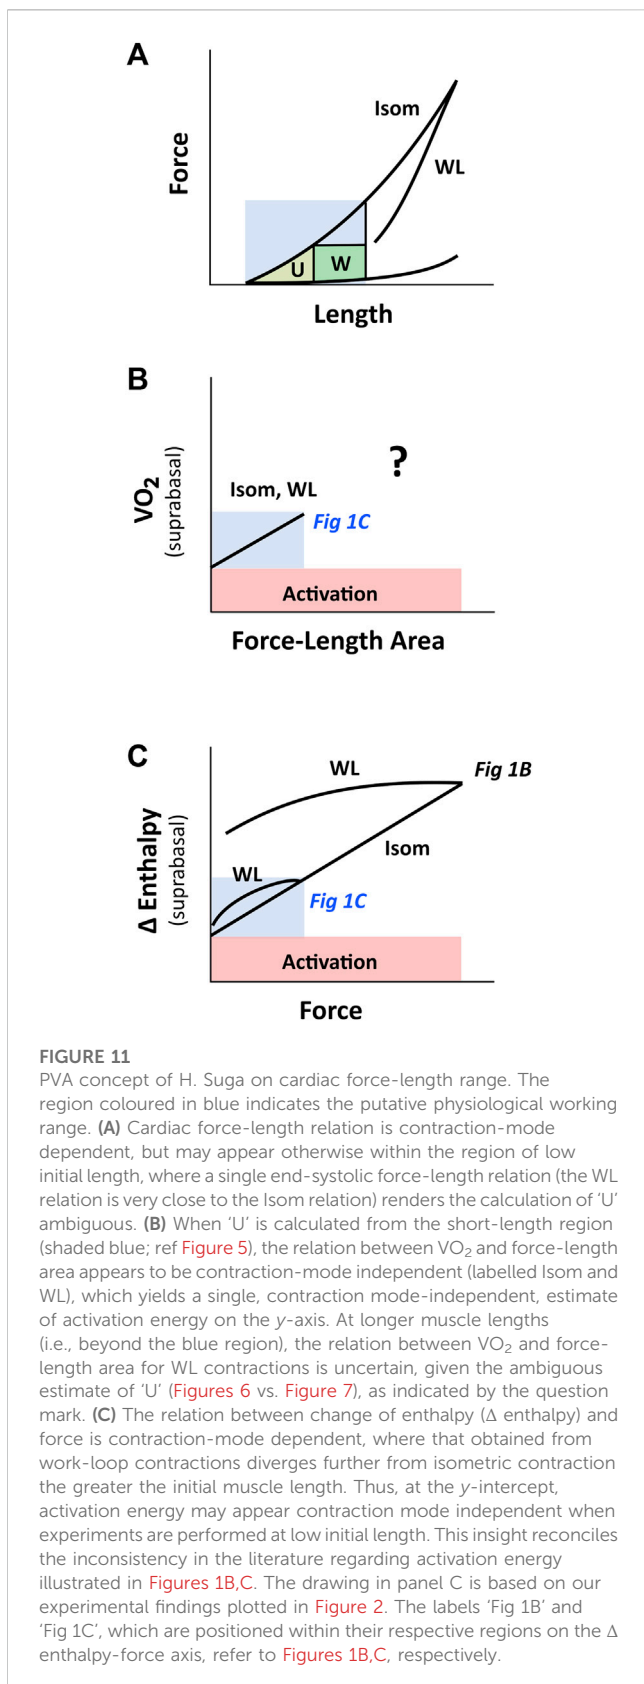 A
Force
Isom
WL
U
W
Length
B
VO₂
(suprabasal)
?
Isom, WL
Fig 1C
Activation
Force-Length Area
C
Δ Enthalpy
(suprabasal)
WL
Fig 1B
Isom
WL
Fig 1C
Activation
Force
FIGURE 11
PVA concept of H. Suga on cardiac force-length range. The
region coloured in blue indicates the putative physiological working
range. (A) Cardiac force-length relation is contraction-mode
dependent, but may appear otherwise within the region of low
initial length, where a single end-systolic force-length relation (the WL
relation is very close to the Isom relation) renders the calculation of ‘U’
ambiguous. (B) When ‘U’ is calculated from the short-length region
(shaded blue; ref Figure 5), the relation between VO₂ and force-length
area appears to be contraction-mode independent (labelled Isom and
WL), which yields a single, contraction mode-independent, estimate
of activation energy on the y-axis. At longer muscle lengths
(i.e., beyond the blue region), the relation between VO₂ and force-
length area for WL contractions is uncertain, given the ambiguous
estimate of ‘U’ (Figures 6 vs. Figure 7), as indicated by the question
mark. (C) The relation between change of enthalpy (Δ enthalpy) and
force is contraction-mode dependent, where that obtained from
work-loop contractions diverges further from isometric contraction
the greater the initial muscle length. Thus, at the y-intercept,
activation energy may appear contraction mode independent when
experiments are performed at low initial length. This insight reconciles
the inconsistency in the literature regarding activation energy
illustrated in Figures 1B,C. The drawing in panel C is based on our
experimental findings plotted in Figure 2. The labels ‘Fig 1B’ and
‘Fig 1C’, which are positioned within their respective regions on the Δ
enthalpy-force axis, refer to Figures 1B,C, respectively.